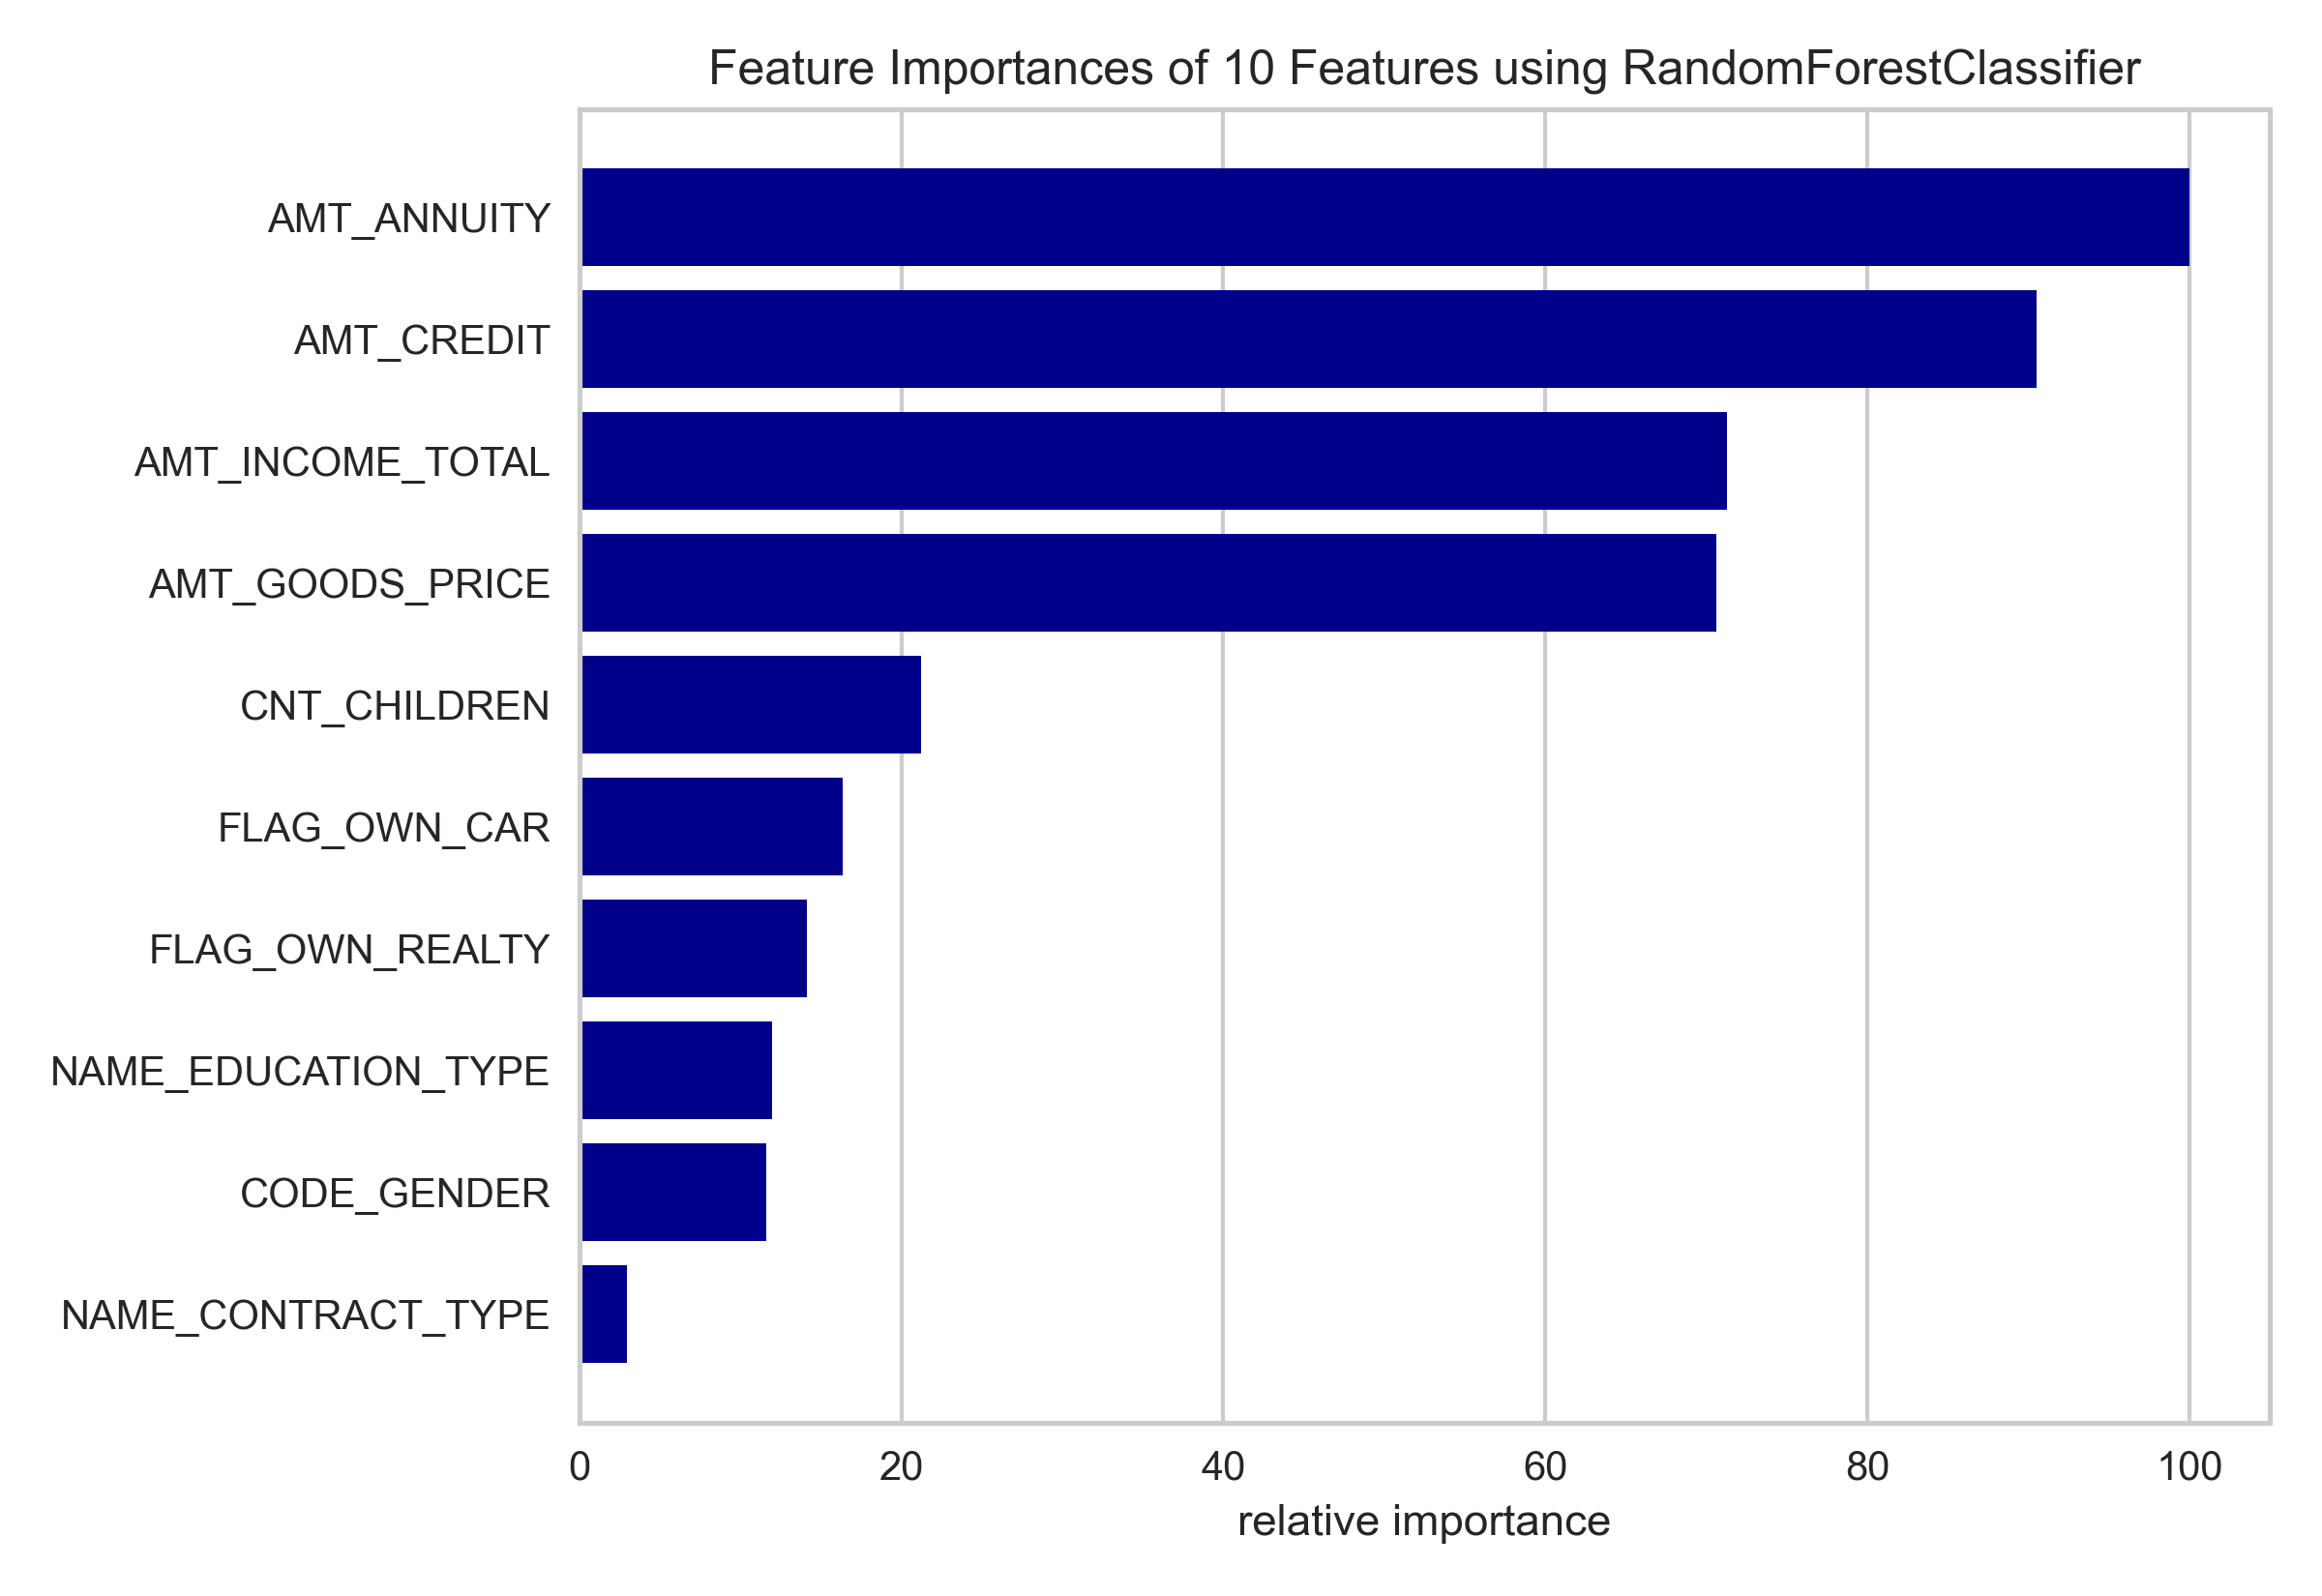 Feature Importances of 10 Features using RandomForestClassifier
AMT_ANNUITY
AMT_CREDIT
AMT_INCOME_TOTAL
AMT_GOODS_PRICE
CNT_CHILDREN
FLAG_OWN_CAR
FLAG_OWN_REALTY
NAME_EDUCATION_TYPE
CODE_GENDER
NAME_CONTRACT_TYPE
0 20 40 60 80 100
relative importance